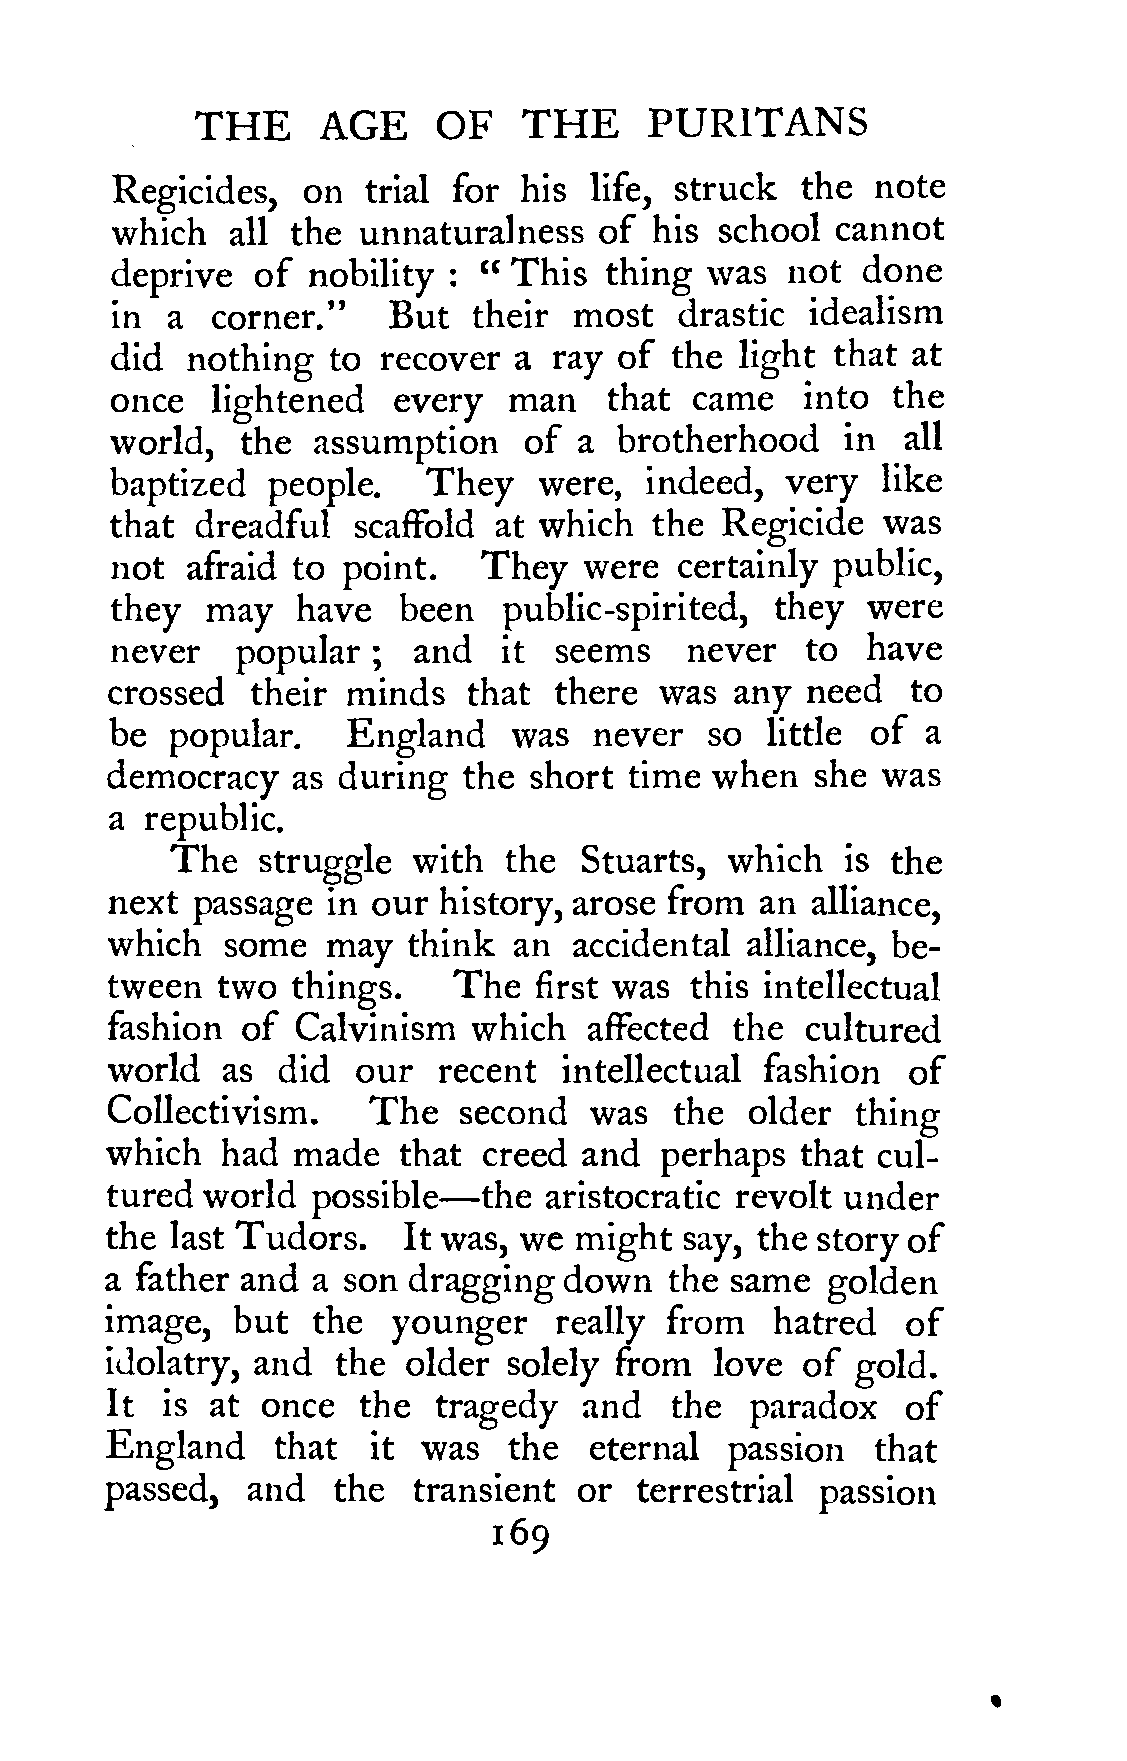 THE AGE OF THE PURITANS
Regicides, on trial for his life, struck the note
which all the unnaturalness of his school cannot
deprive of nobility : “ This thing was not done
in a corner.” But their most drastic idealism
did nothing to recover a ray of the light that at
once lightened every man that came into the
world, the assumption of a brotherhood in all
baptized people. They were, indeed, very like
that dreadful scaffold at which the Regicide was
not afraid to point. They were certainly public,
they may have been public-spirited, they were
never popular ; and it seems never to have
crossed their minds that there was any need to
be popular. England was never so little of a
democracy as during the short time when she was
a republic.
The struggle with the Stuarts, which is the
next passage in our history, arose from an alliance,
which some may think an accidental alliance, be-
tween two things. The first was this intellectual
fashion of Calvinism which affected the cultured
world as did our recent intellectual fashion of
Collectivism. The second was the older thing
which had made that creed and perhaps that cul-
tured world possible—the aristocratic revolt under
the last Tudors. It was, we might say, the story of
a father and a son dragging down the same golden
image, but the younger really from hatred of
idolatry, and the older solely from love of gold.
It is at once the tragedy and the paradox of
England that it was the eternal passion that
passed, and the transient or terrestrial passion
169